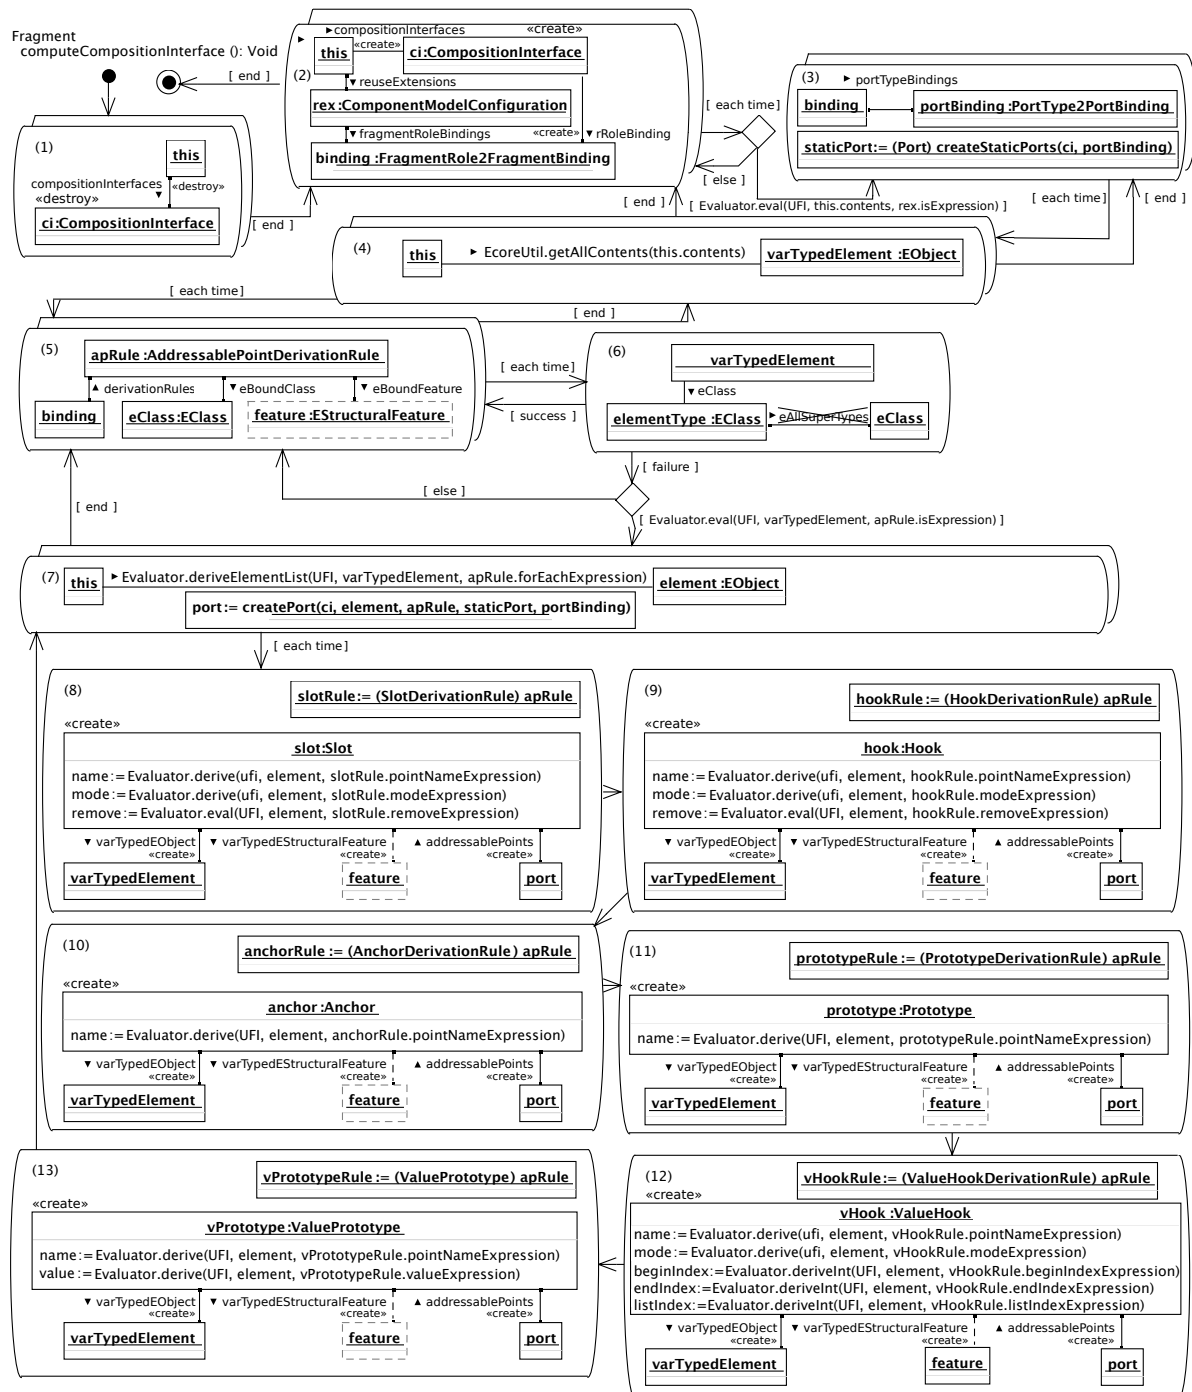 Fragment
computeCompositionInterface (): Void
[ end ]
(1)
this
compositionInterfaces
«destroy»
«destroy»
ci:CompositionInterface
[ end ]
compositionInterfaces
«create»
this
«create»
ci:CompositionInterface
(2)
reuseExtensions
rex:ComponentModelConfiguration
fragmentRoleBindings
«create»
rRoleBinding
binding :FragmentRole2FragmentBinding
[ each time]
[ else ]
[ Evaluator.eval(UFI, this.contents, rex.isExpression) ]
(3)
portTypeBindings
binding
portBinding:PortType2PortBinding
staticPort:= (Port) createStaticPorts(ci, portBinding)
[ each time]
[ end ]
[ end ]
(4)
this
EcoreUtil.getAllContents(this.contents)
varTypedElement :EObject
[ each time]
[ end ]
(5)
apRule :AddressablePointDerivationRule
derivationRules
eBoundClass
eBoundFeature
binding
eClass:EClass
feature :EStructuralFeature
[ each time]
[ success ]
(6)
varTypedElement
eClass
elementType :EClass
eAllSuperTypes
eClass
[ failure ]
[ else ]
[ end ]
[ Evaluator.eval(UFI, varTypedElement, apRule.isExpression) ]
(7)
this
Evaluator.deriveElementList(UFI, varTypedElement, apRule.forEachExpression)
element :EObject
port:= createPort(ci, element, apRule, staticPort, portBinding)
[ each time]
(8)
slotRule:= (SlotDerivationRule) apRule
«create»
slot:Slot
name:=Evaluator.derive(ufi, element, slotRule.pointNameExpression)
mode:=Evaluator.derive(ufi, element, slotRule.modeExpression)
remove:=Evaluator.eval(UFI, element, slotRule.removeExpression)
varTypedEObject
«create»
varTypedEStructuralFeature
«create»
addressablePoints
«create»
varTypedElement
feature
port
(9)
hookRule:= (HookDerivationRule) apRule
«create»
hook:Hook
name:=Evaluator.derive(ufi, element, hookRule.pointNameExpression)
mode:=Evaluator.derive(ufi, element, hookRule.modeExpression)
remove:=Evaluator.eval(UFI, element, hookRule.removeExpression)
varTypedEObject
«create»
varTypedEStructuralFeature
«create»
addressablePoints
«create»
varTypedElement
feature
port
(10)
anchorRule := (AnchorDerivationRule) apRule
«create»
anchor:Anchor
name:=Evaluator.derive(UFI, element, anchorRule.pointNameExpression)
varTypedEObject
«create»
varTypedEStructuralFeature
«create»
addressablePoints
«create»
varTypedElement
feature
port
(11)
prototypeRule:= (PrototypeDerivationRule) apRule
«create»
prototype:Prototype
name:=Evaluator.derive(UFI, element, prototypeRule.pointNameExpression)
varTypedEObject
«create»
varTypedEStructuralFeature
«create»
addressablePoints
«create»
varTypedElement
feature
port
(13)
vPrototypeRule:= (ValuePrototype) apRule
«create»
vPrototype:ValuePrototype
name:=Evaluator.derive(UFI, element, vPrototypeRule.pointNameExpression)
value:=Evaluator.derive(UFI, element, vPrototypeRule.valueExpression)
varTypedEObject
«create»
varTypedEStructuralFeature
«create»
addressablePoints
«create»
varTypedElement
feature
port
(12)
vHookRule:= (ValueHookDerivationRule) apRule
«create»
vHook :ValueHook
name:=Evaluator.derive(ufi, element, vHookRule.pointNameExpression)
mode:=Evaluator.derive(ufi, element, vHookRule.modeExpression)
beginIndex:=Evaluator.deriveInt(UFI, element, vHookRule.beginIndexExpression)
endIndex:=Evaluator.deriveInt(UFI, element, vHookRule.endIndexExpression)
listIndex:=Evaluator.deriveInt(UFI, element, vHookRule.listIndexExpression)
varTypedEObject
«create»
varTypedEStructuralFeature
«create»
addressablePoints
«create»
varTypedElement
feature
port